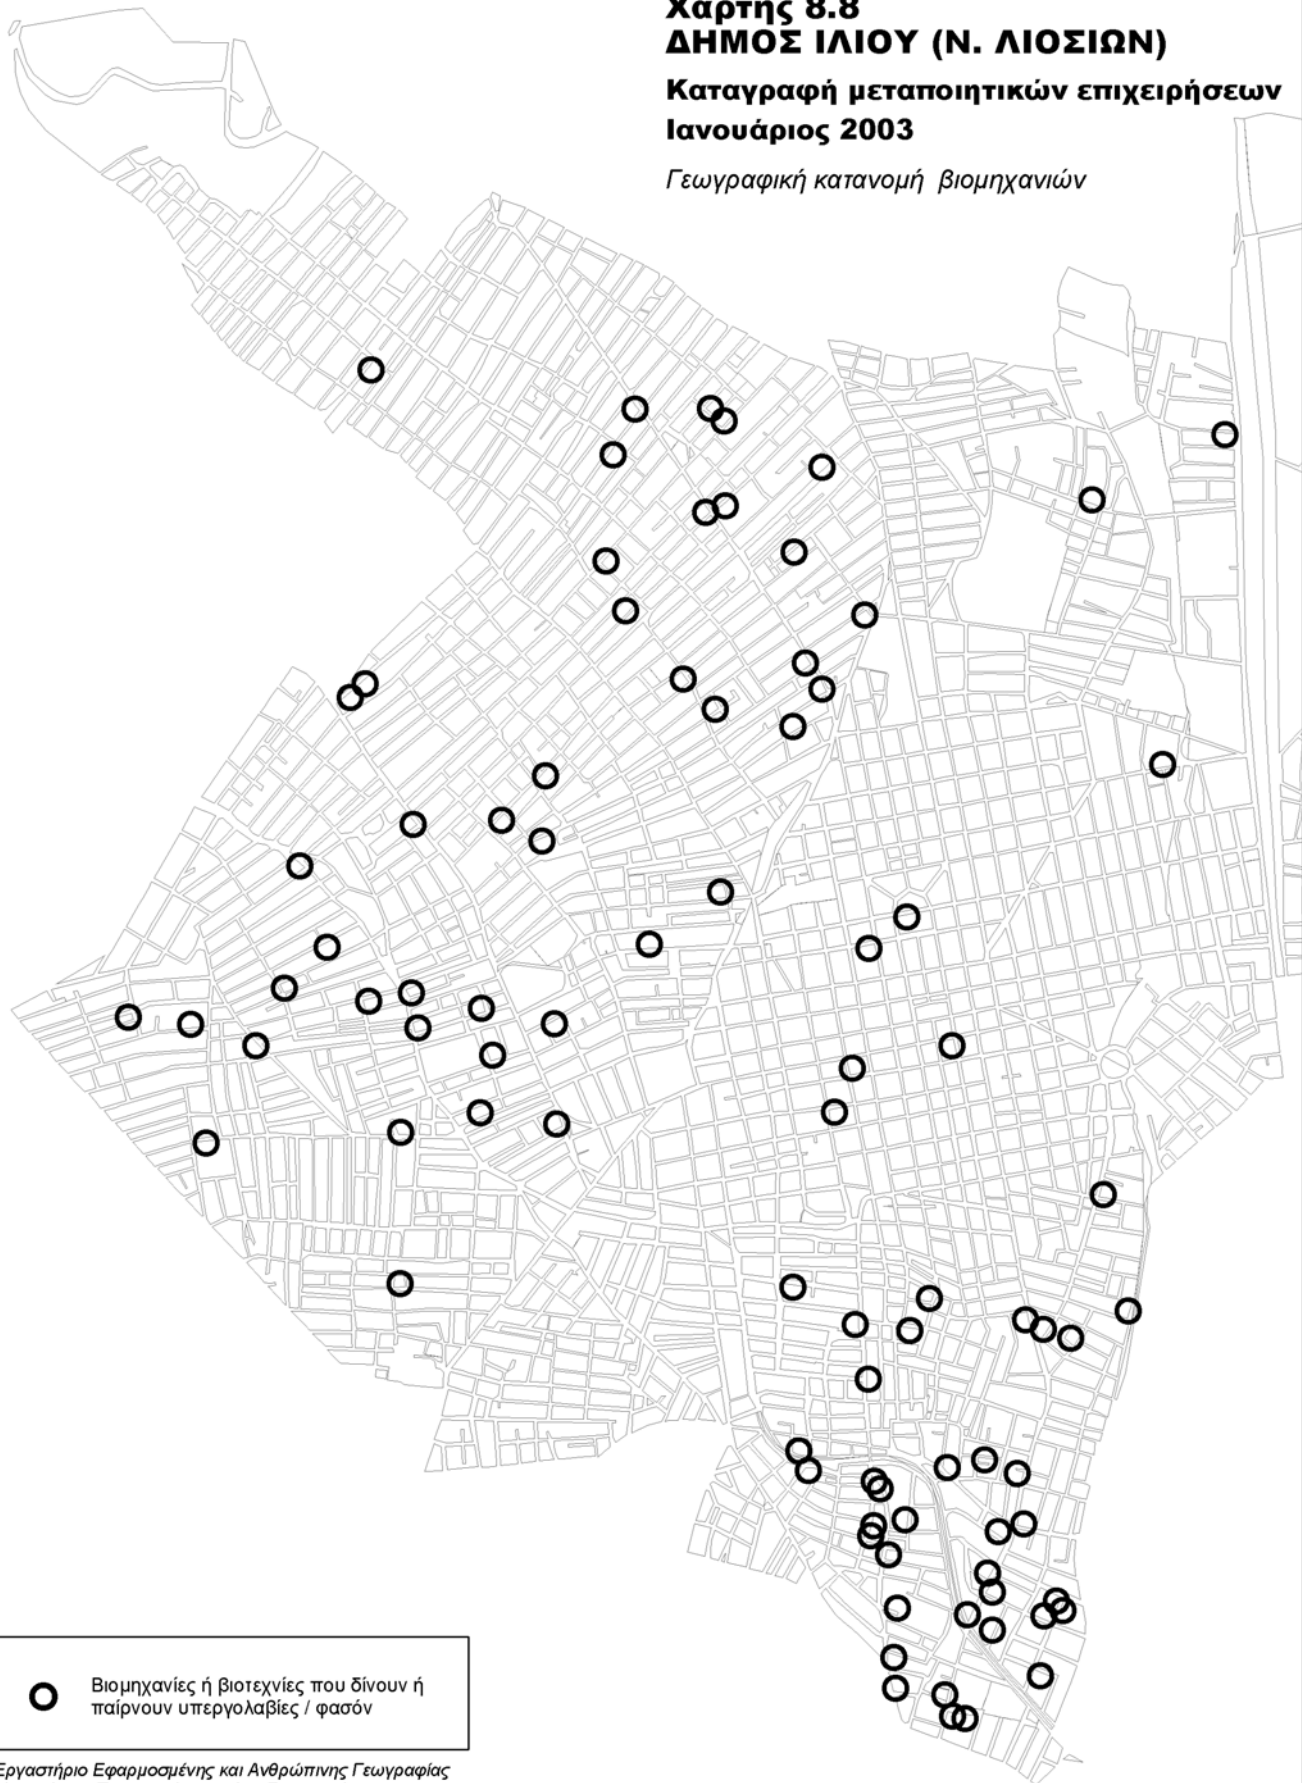 Χάρτης 8.8
ΔΗΜΟΣ ΙΛΙΟΥ (Ν. ΛΙΟΣΙΩΝ)
Καταγραφή μεταποιητικών επιχειρήσεων
Ιανουάριος 2003
Γεωγραφική κατανομή βιομηχανιών
Βιομηχανίες ή βιοτεχνίες που δίνουν ή
παίρνουν υπεργολαβίες / φασόν
Εργαστήριο Εφαρμοσμένης και Ανθρώπινης Γεωγραφίας